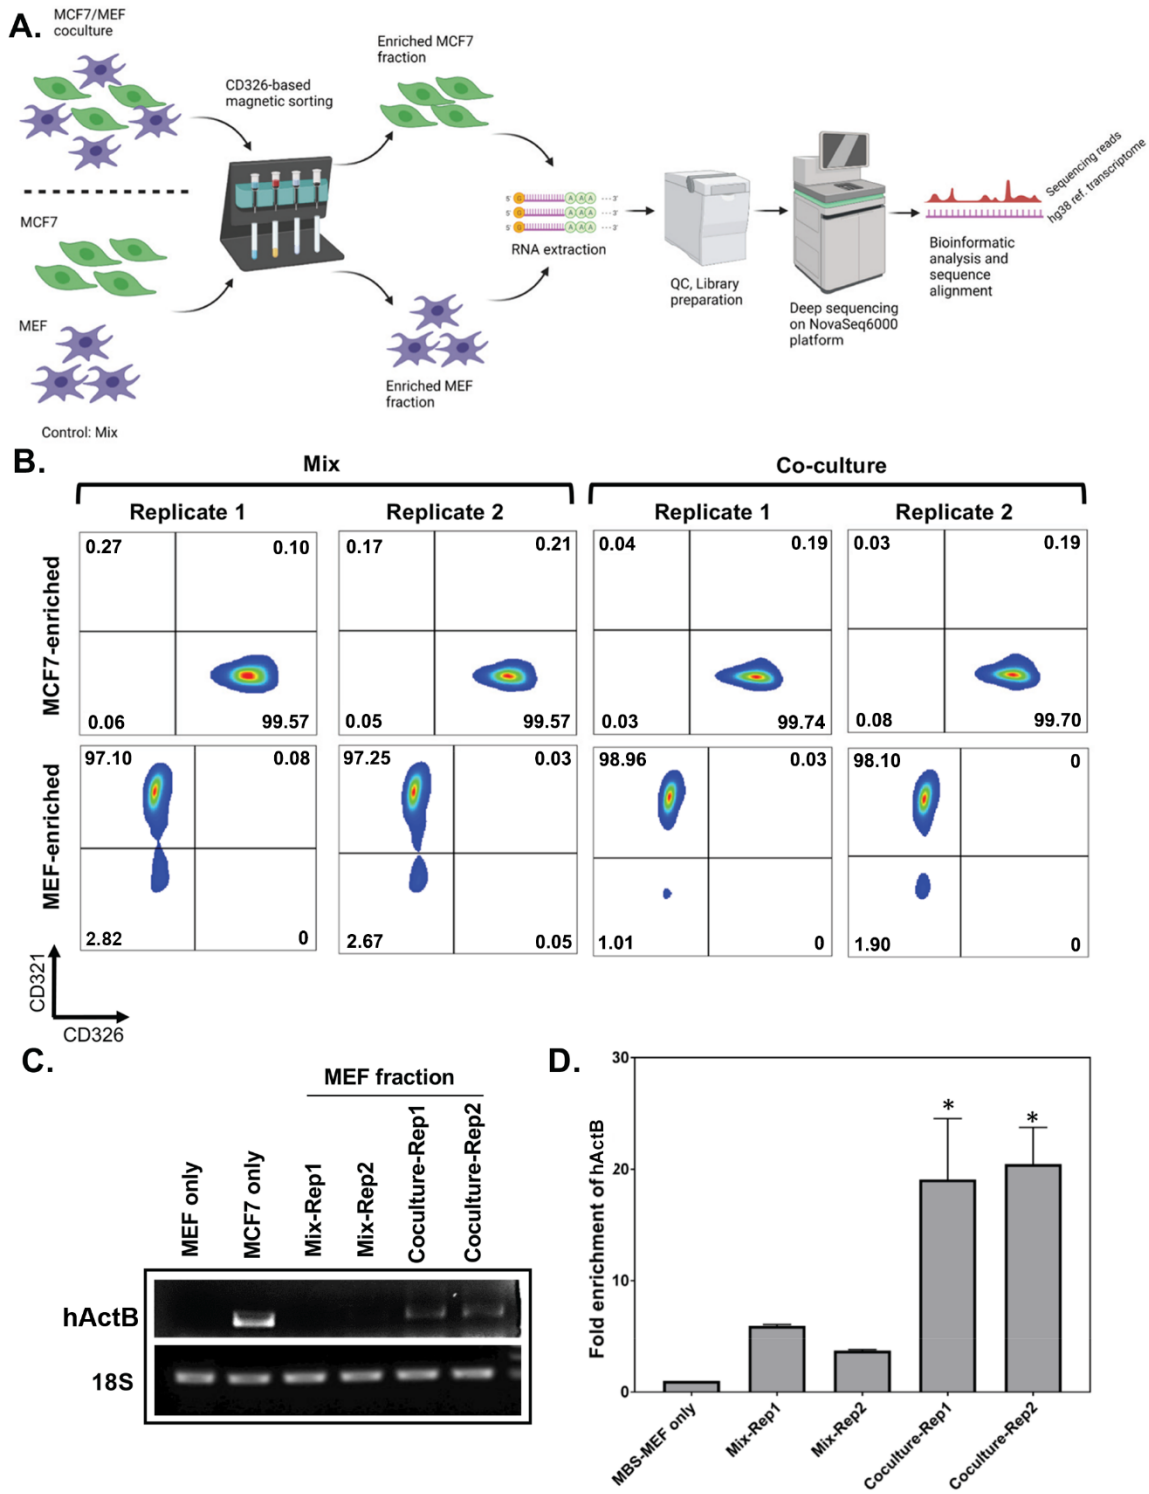 A.
MCF7/MEF
coculture
CD326-based
magnetic sorting
Enriched MCF7
fraction
MCF7
MEF
Control: Mix
Enriched MEF
fraction
5' G A A A ···3'
5' G A A A ···3'
5' G A A A ···3'
RNA extraction
QC, Library
preparation
Deep sequencing
on NovaSeq6000
platform
Sequencing reads
hg38 ref. transcriptome
Bioinformatic
analysis and
sequence
alignment
B.
Mix
Co-culture
Replicate 1
Replicate 2
Replicate 1
Replicate 2
MCF7-enriched
0.27 0.10
0.06 99.57
0.17 0.21
0.05 99.57
0.04 0.19
0.03 99.74
0.03 0.19
0.08 99.70
MEF-enriched
97.10 0.08
2.82 0
97.25 0.03
2.67 0.05
98.96 0.03
1.01 0
98.10 0
1.90 0
CD321
CD326
C.
MEF fraction
MEF only
MCF7 only
Mix-Rep1
Mix-Rep2
Coculture-Rep1
Coculture-Rep2
hActB
18S
D.
Fold enrichment of hActB
30
20
10
0
*
*
MBS-MEF only
Mix-Rep1
Mix-Rep2
Coculture-Rep1
Coculture-Rep2